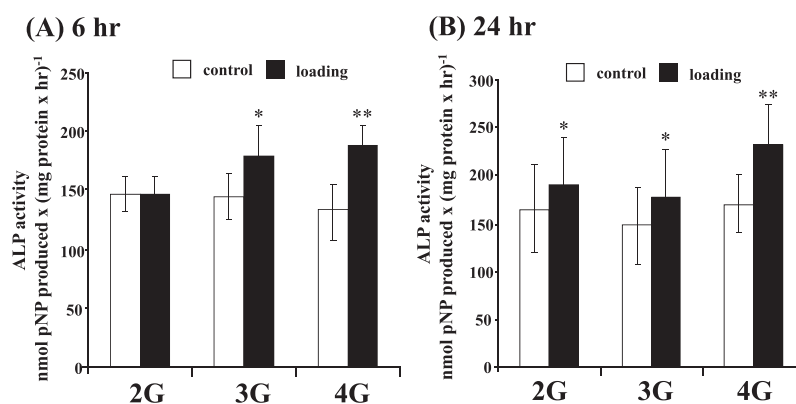 (A) 6 hr
control loading
ALP activity
nmol pNP produced x (mg protein x hr)-1
250
200
150
100
50
0
* **
2G 3G 4G
(B) 24 hr
control loading
ALP activity
nmol pNP produced x (mg protein x hr)-1
300
250
200
150
100
50
0
* * **
2G 3G 4G